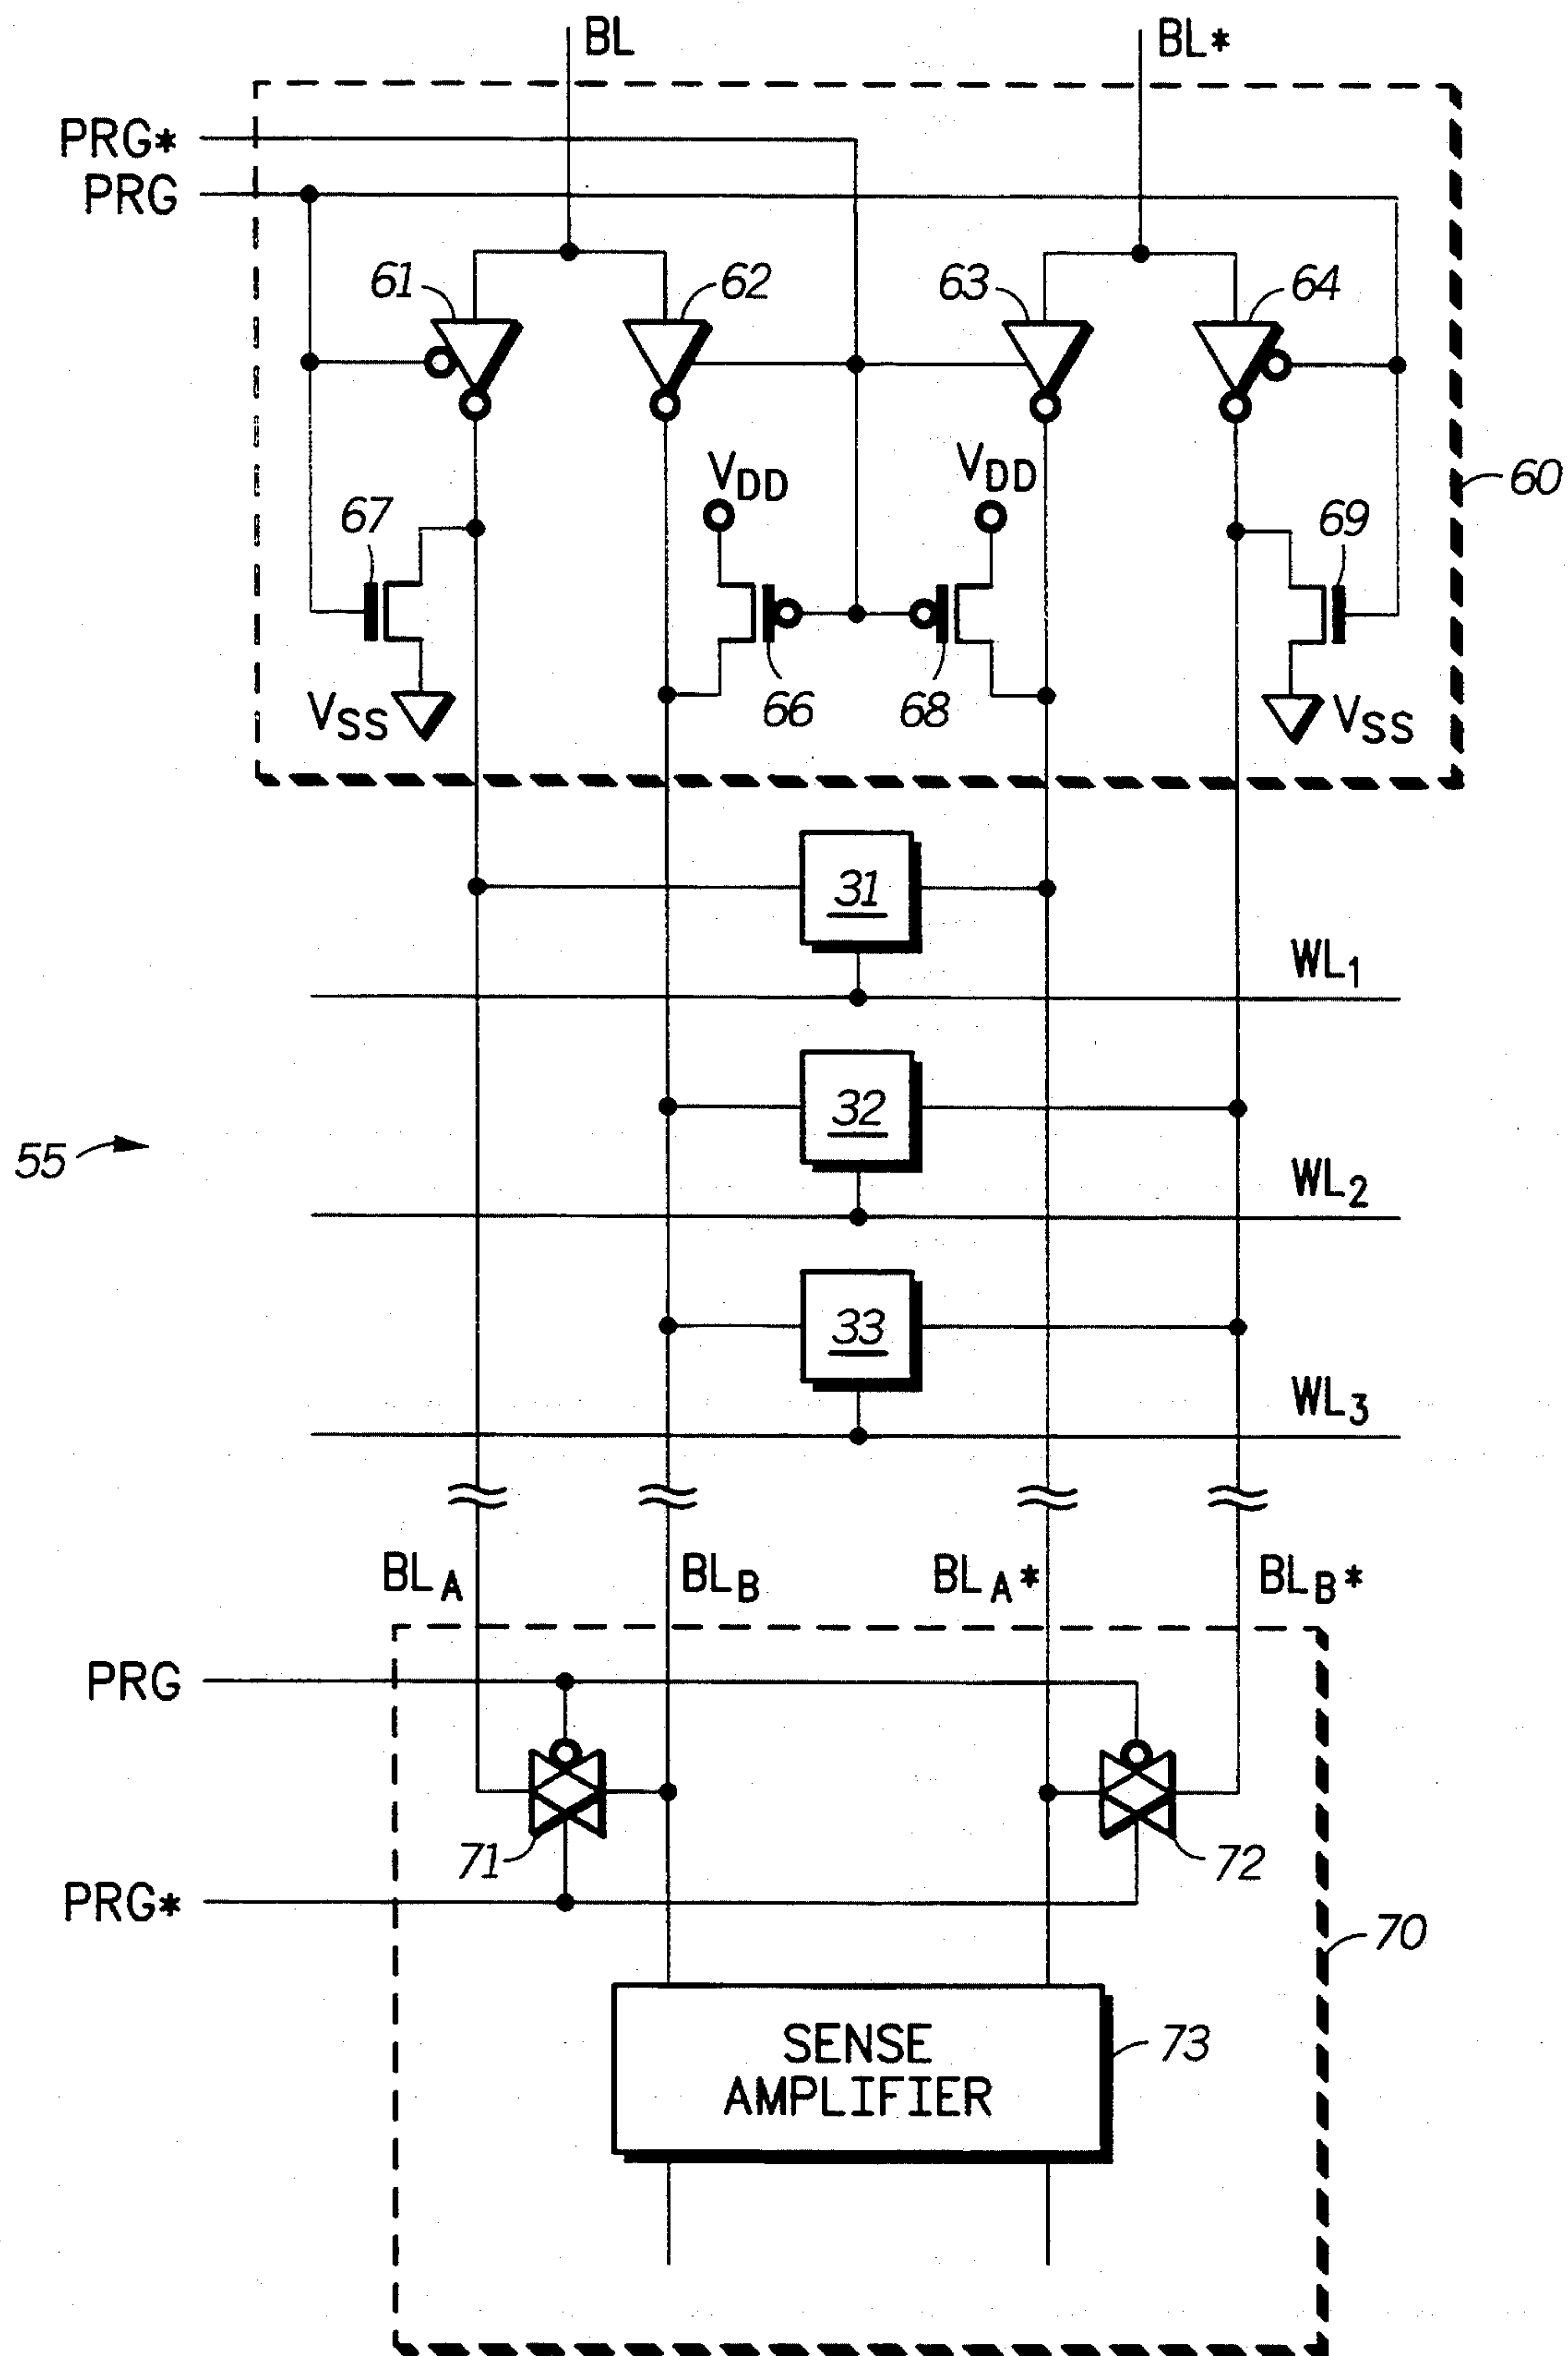 BL BL*
PRG*
PRG
61 62 63 64
VDD VDD
60
67 69
66 68
VSS VSS
31
WL1
32
55
WL2
33
WL3
BLA BLB BLA* BLB*
PRG
71 72
PRG*
70
SENSE
AMPLIFIER
73